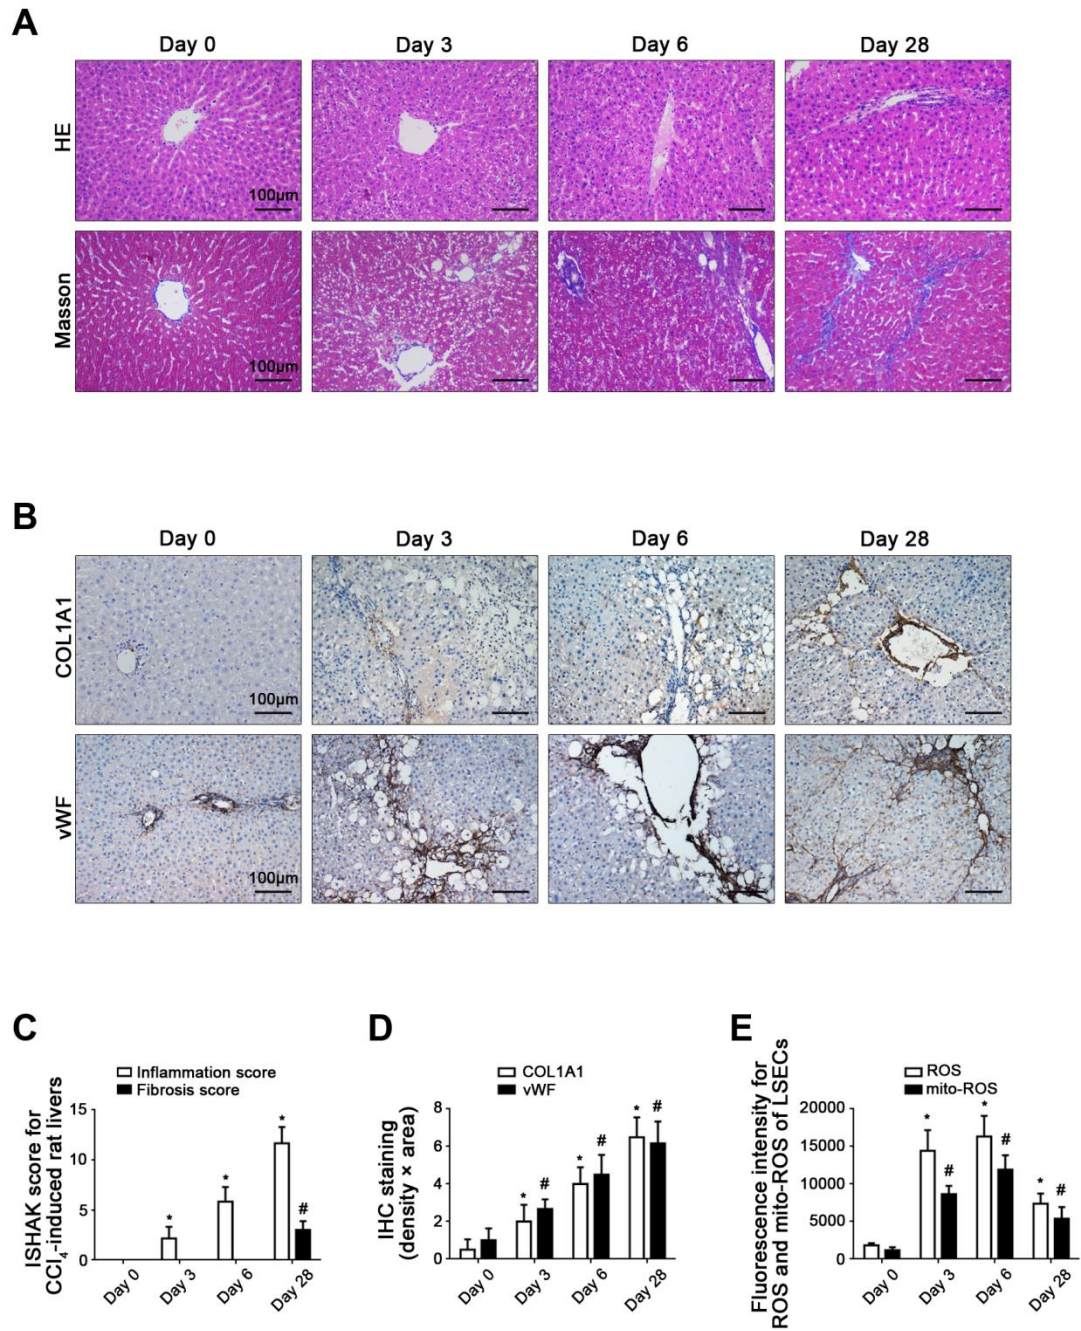 A
Day 0 Day 3 Day 6 Day 28
HE
100μm
Masson
100μm
B
Day 0 Day 3 Day 6 Day 28
COL1A1
100μm
vWF
100μm
C
Inflammation score
Fibrosis score
ISHAK score for
CCl4-induced rat livers
15
10
5
0
* * * #
Day 0 Day 3 Day 6 Day 28
D
COL1A1
vWF
IHC staining
(density × area)
8
6
4
2
0
* # * # * #
Day 0 Day 3 Day 6 Day 28
E
ROS
mito-ROS
Fluorescence intensity for
ROS and mito-ROS of LSECs
20000
15000
10000
5000
0
* # * # * #
Day 0 Day 3 Day 6 Day 28